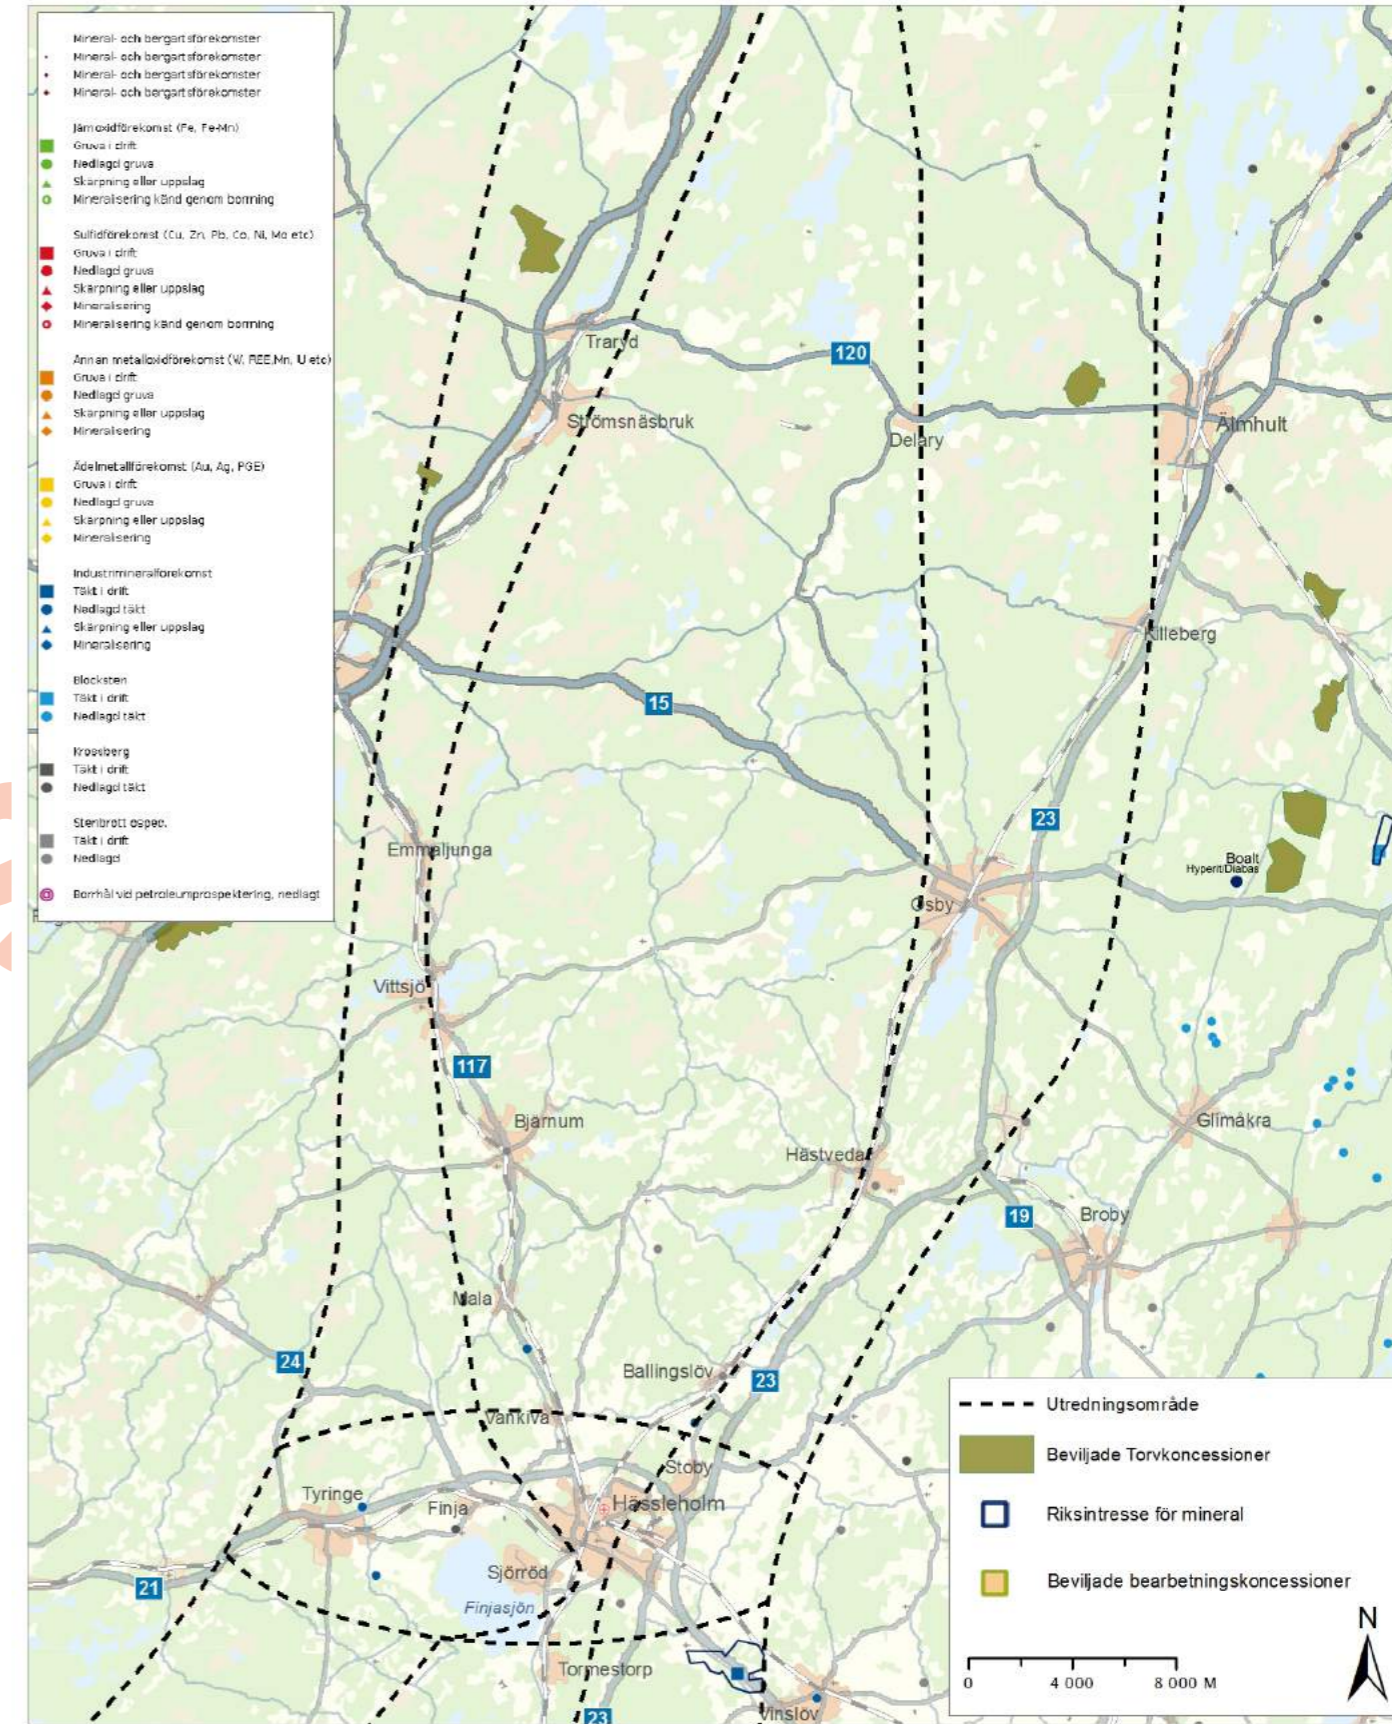 Mineral- och bergartsförekomster
Mineral- och bergartsförekomster
Mineral- och bergartsförekomster
Mineral- och bergartsförekomster
Järnoxidförekomst (Fe, Fe-Mn)
Gruva i drift
Nedlagd gruva
Skärpning eller uppslag
Mineralisering känd genom borrning
Sulfidförekomst (Cu, Zn, Pb, Co, Ni, Mo etc)
Gruva i drift
Nedlagd gruva
Skärpning eller uppslag
Mineralisering
Mineralisering känd genom borrning
Annan metalloxidförekomst (W, REE,Mn, U etc)
Gruva i drift
Nedlagd gruva
Skärpning eller uppslag
Mineralisering
Ädelmetallförekomst (Au, Ag, PGE)
Gruva i drift
Nedlagd gruva
Skärpning eller uppslag
Mineralisering
Industrimineralförekomst
Täkt i drift
Nedlagd täkt
Skärpning eller uppslag
Mineralisering
Blocksten
Täkt i drift
Nedlagd täkt
Krossberg
Täkt i drift
Nedlagd täkt
Stenbrott ospec.
Täkt i drift
Nedlagd
Borrhål vid petroleumprospektering, nedlagt
Traryd
120
Strömsnäsbruk
Delary
Älmhult
Killeberg
15
23
Emmaljunga
Boalt
Hyperit/Diabas
Osby
Vittsjö
117
Bjärnum
Glimåkra
Hästveda
19
Broby
Mala
24
Ballingslöv
23
Vankiva
Stoby
Tyringe
Finja
Hässleholm
Sjörröd
21
Finjasjön
Tormestorp
23
Vinslöv
Utredningsområde
Beviljade Torvkoncessioner
Riksintresse för mineral
Beviljade bearbetningskoncessioner
N
0 4 000 8 000 M